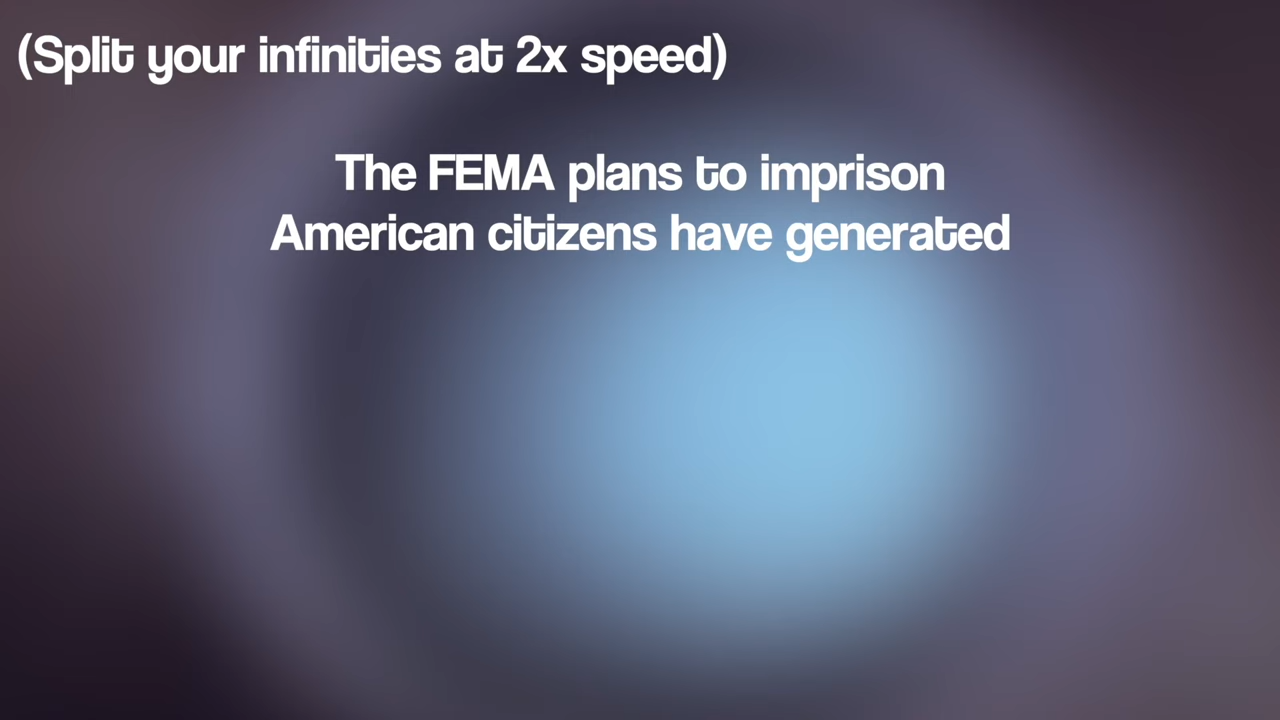 (Split your infinities at 2x speed)
The FEMA plans to imprison
American citizens have generated